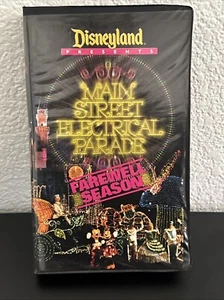 Disneyland
PRESENTS
MAIN
STREET
ELECTRICAL
PARADE
FAREWELL
SEASON